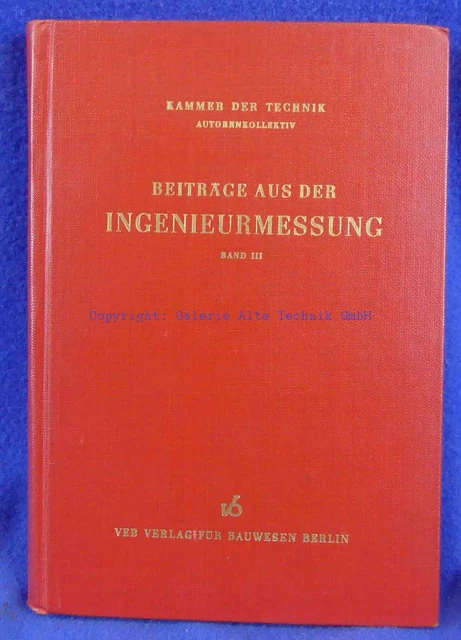 KAMMER DER TECHNIK
AUTORENKOLLEKTIV
BEITRÄGE AUS DER
INGENIEURMESSUNG
BAND III
Copyright: Galerie Alte Technik GmbH
VEB VERLAG FÜR BAUWESEN BERLIN